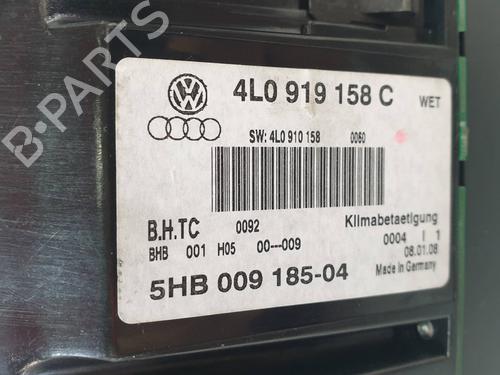 B-PARTS
4L0 919 158 C WET
SW: 4L0 910 158 0060
B.H.TC 0092 Klimabetaetigung
BHB 001 H05 00---009 0004 I 1
08.01.08
5HB 009 185-04 Made in Germany